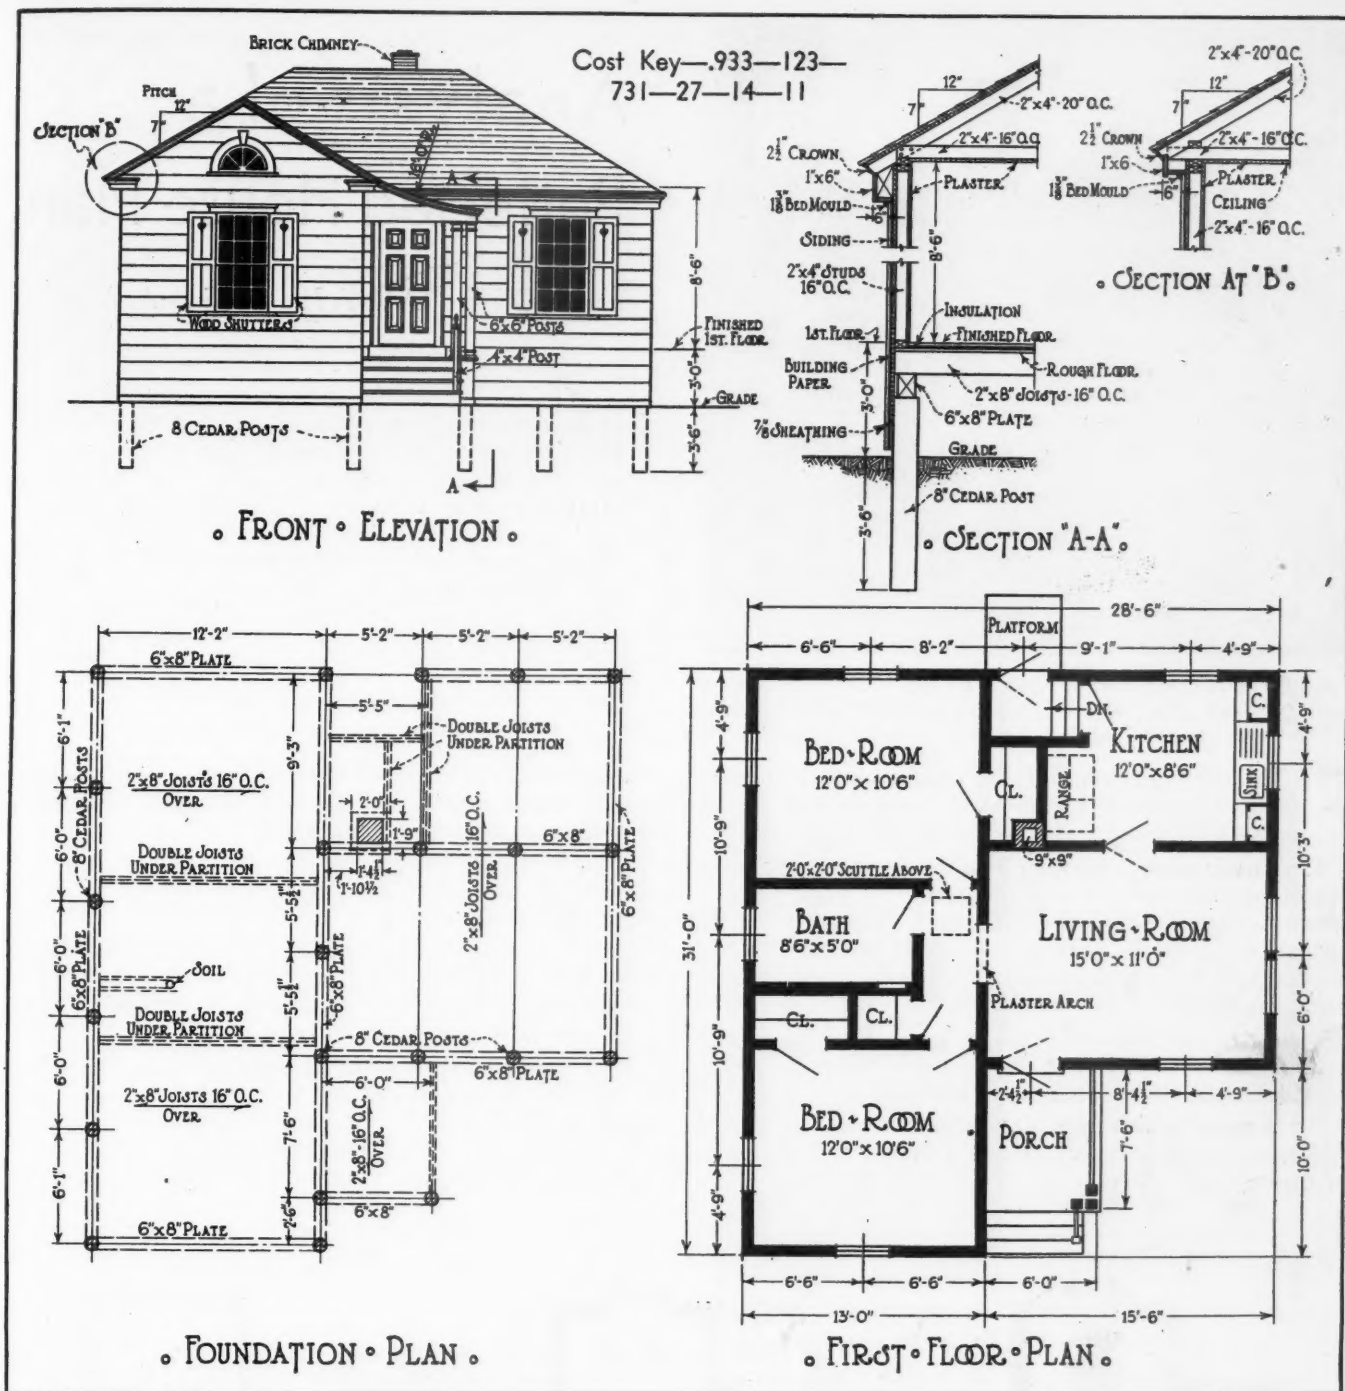 BRICK CHIMNEY
Cost Key—.933—123—
731—27—14—11
PITCH
12"
7"
SECTION "B"
A
WOOD SHUTTERS
6"x6" POSTS
4"x4" POST
8'-6"
FINISHED
1ST. FLOOR
3'-0"
GRADE
3'-6"
8 CEDAR POSTS
A
FRONT ELEVATION
12"
7"
2"x4"-20" O.C.
2"x4"-16" O.C.
2½" CROWN
1"x6"
PLASTER
1⅜ BED MOULD
6"
SIDING
8'-6"
2"x4" STUDS
16" O.C.
INSULATION
1ST. FLOOR
FINISHED FLOOR
BUILDING
PAPER
ROUGH FLOOR
2"x8" JOISTS-16" O.C.
3'-0"
6"x8" PLATE
⅞ SHEATHING
GRADE
8" CEDAR POST
3'-6"
SECTION "A-A"
2"x4"-20" O.C.
12"
7"
2½" CROWN
2"x4"-16" O.C.
1"x6
PLASTER
1⅜ BED MOULD
6"
CEILING
2"x4"-16" O.C.
SECTION AT "B"
12'-2"
5'-2"
5'-2"
5'-2"
6"x8" PLATE
5'-5"
6'-1"
9'-3"
DOUBLE JOISTS
UNDER PARTITION
2"x8" JOISTS 16" O.C.
OVER
8" CEDAR POSTS
6'-0"
2'-0"
1'-9"
2"x8" JOISTS 16" O.C.
OVER
6"x8"
6"x8" PLATE
DOUBLE JOISTS
UNDER PARTITION
1'-4½"
1'-10½
5'-5½"
6'-0"
6"x8" PLATE
6"x8" PLATE
SOIL
5'-5½"
DOUBLE JOISTS
UNDER PARTITION
8" CEDAR POSTS
6'-0"
6'-0"
6"x8" PLATE
2"x8" JOISTS 16" O.C.
OVER
7'-6"
2"x8"-16" O.C.
OVER
6'-1"
2'-6"
6"x8"
6"x8" PLATE
FOUNDATION PLAN
28'-6"
PLATFORM
6'-6"
8'-2"
9'-1"
4'-9"
4'-9"
BED-ROOM
12'0" x 10'6"
DN.
KITCHEN
12'0" x 8'6"
C.
4'-9"
CL.
RANGE
SINK
C.
10'-9"
9" x 9"
10'-3"
2'-0"x2'-0" SCUTTLE ABOVE
BATH
8'6" x 5'0"
LIVING-ROOM
15'0" x 11'0"
31'-0"
PLASTER ARCH
CL.
CL.
6'-0"
10'-9"
2'-4½"
8'-4½"
4'-9"
BED-ROOM
12'0" x 10'6"
PORCH
7'-6"
10'-0"
4'-9"
6'-6"
6'-6"
6'-0"
13'-0"
15'-6"
FIRST FLOOR PLAN